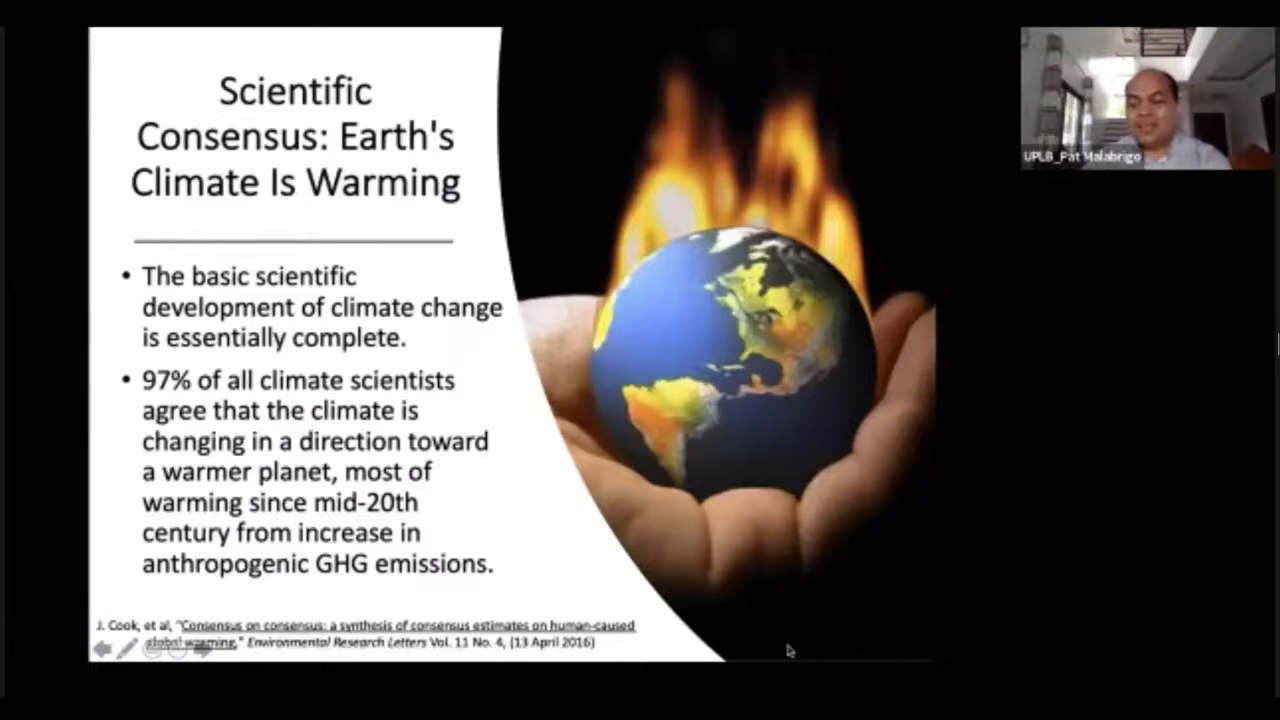 Scientific
Consensus: Earth's
Climate Is Warming
• The basic scientific
development of climate change
is essentially complete.
• 97% of all climate scientists
agree that the climate is
changing in a direction toward
a warmer planet, most of
warming since mid-20th
century from increase in
anthropogenic GHG emissions.
J. Cook, et al, "Consensus on consensus: a synthesis of consensus estimates on human-caused
global warming," Environmental Research Letters Vol. 11 No. 4, (13 April 2016)
UPLB_Pat Malabrigo